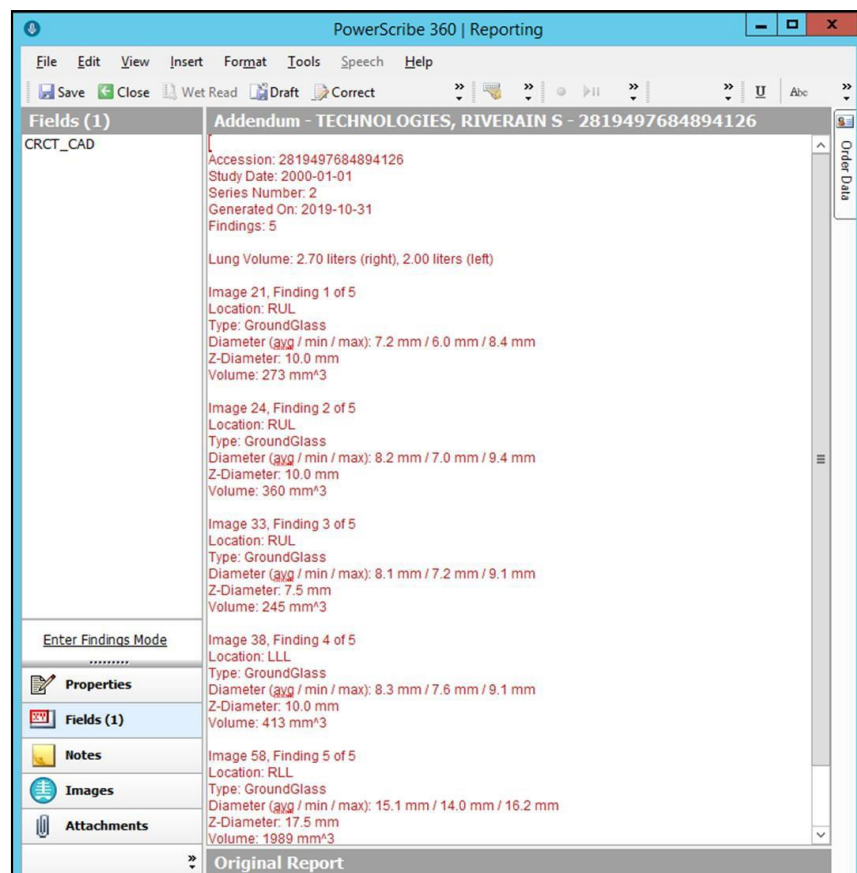 PowerScribe 360 | Reporting
File Edit View Insert Format Tools Speech Help
Save Close Wet Read Draft Correct U Abc
Fields (1)
CRCT_CAD
Addendum - TECHNOLOGIES, RIVERAIN S - 2819497684894126
Accession: 2819497684894126
Study Date: 2000-01-01
Series Number: 2
Generated On: 2019-10-31
Findings: 5
Lung Volume: 2.70 liters (right), 2.00 liters (left)
Image 21, Finding 1 of 5
Location: RUL
Type: GroundGlass
Diameter (avg / min / max): 7.2 mm / 6.0 mm / 8.4 mm
Z-Diameter: 10.0 mm
Volume: 273 mm^3
Image 24, Finding 2 of 5
Location: RUL
Type: GroundGlass
Diameter (avg / min / max): 8.2 mm / 7.0 mm / 9.4 mm
Z-Diameter: 10.0 mm
Volume: 360 mm^3
Image 33, Finding 3 of 5
Location: RUL
Type: GroundGlass
Diameter (avg / min / max): 8.1 mm / 7.2 mm / 9.1 mm
Z-Diameter: 7.5 mm
Volume: 245 mm^3
Image 38, Finding 4 of 5
Location: LLL
Type: GroundGlass
Diameter (avg / min / max): 8.3 mm / 7.6 mm / 9.1 mm
Z-Diameter: 10.0 mm
Volume: 413 mm^3
Image 58, Finding 5 of 5
Location: RLL
Type: GroundGlass
Diameter (avg / min / max): 15.1 mm / 14.0 mm / 16.2 mm
Z-Diameter: 17.5 mm
Volume: 1989 mm^3
Original Report
Enter Findings Mode
Properties
Fields (1)
Notes
Images
Attachments
Order Data